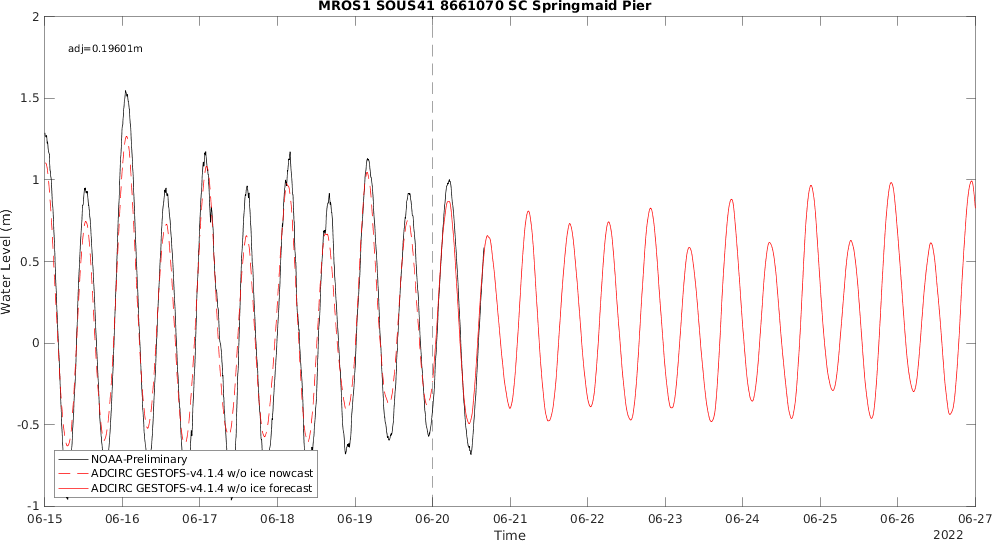 MROS1 SOUS41 8661070 SC Springmaid Pier
adj=0.19601m
Water Level (m)
2
1.5
1
0.5
0
-0.5
-1
NOAA-Preliminary
ADCIRC GESTOFS-v4.1.4 w/o ice nowcast
ADCIRC GESTOFS-v4.1.4 w/o ice forecast
06-15 06-16 06-17 06-18 06-19 06-20 06-21 06-22 06-23 06-24 06-25 06-26 06-27
Time
2022